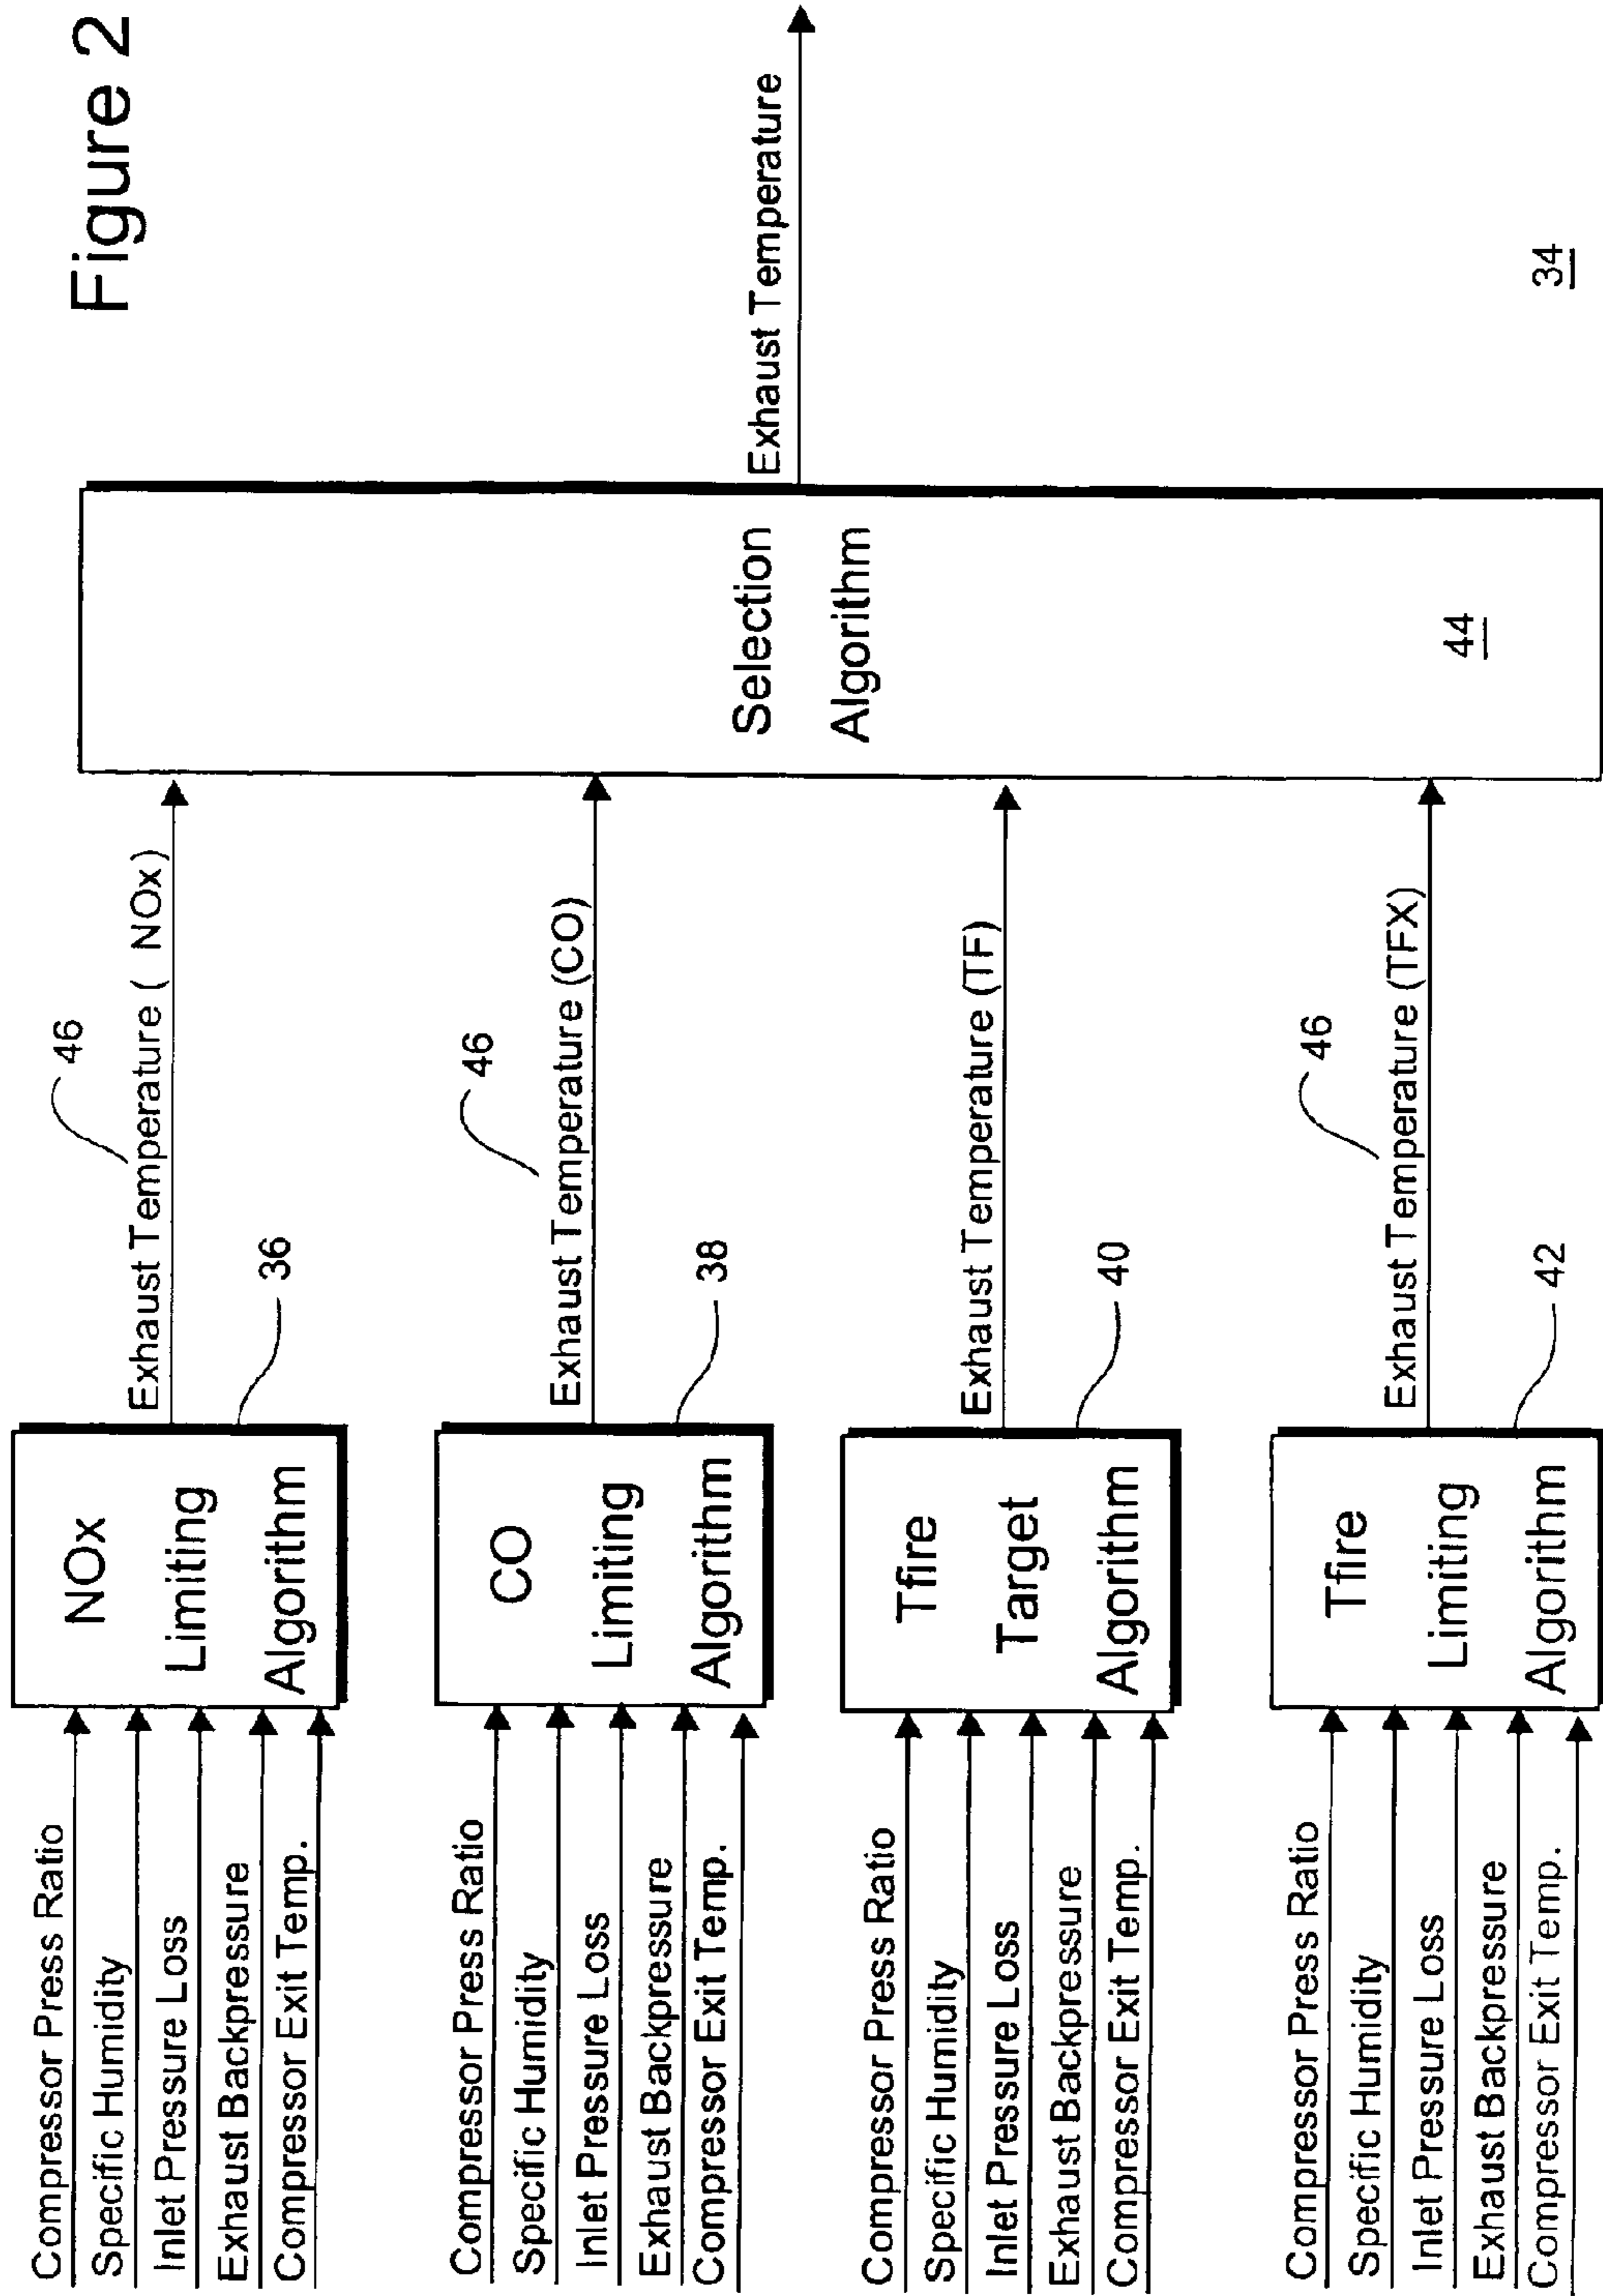 Figure 2
Compressor Press Ratio
Specific Humidity
Inlet Pressure Loss
Exhaust Backpressure
Compressor Exit Temp.
NOx
Limiting
Algorithm
36
46
Exhaust Temperature ( NOx)
Compressor Press Ratio
Specific Humidity
Inlet Pressure Loss
Exhaust Backpressure
Compressor Exit Temp.
CO
Limiting
Algorithm
38
46
Exhaust Temperature (CO)
Compressor Press Ratio
Specific Humidity
Inlet Pressure Loss
Exhaust Backpressure
Compressor Exit Temp.
Tfire
Target
Algorithm
40
Exhaust Temperature (TF)
Compressor Press Ratio
Specific Humidity
Inlet Pressure Loss
Exhaust Backpressure
Compressor Exit Temp.
Tfire
Limiting
Algorithm
42
46
Exhaust Temperature (TFX)
Selection
Algorithm
44
Exhaust Temperature
34